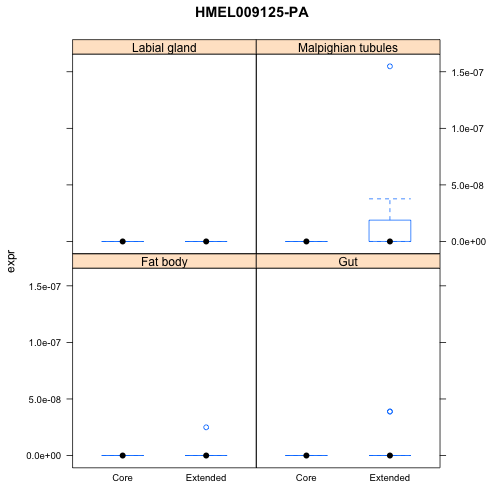 HMEL009125-PA
Labial gland Malpighian tubules
1.5e-07
1.0e-07
5.0e-08
0.0e+00
expr
Fat body Gut
1.5e-07
1.0e-07
5.0e-08
0.0e+00
Core Extended Core Extended